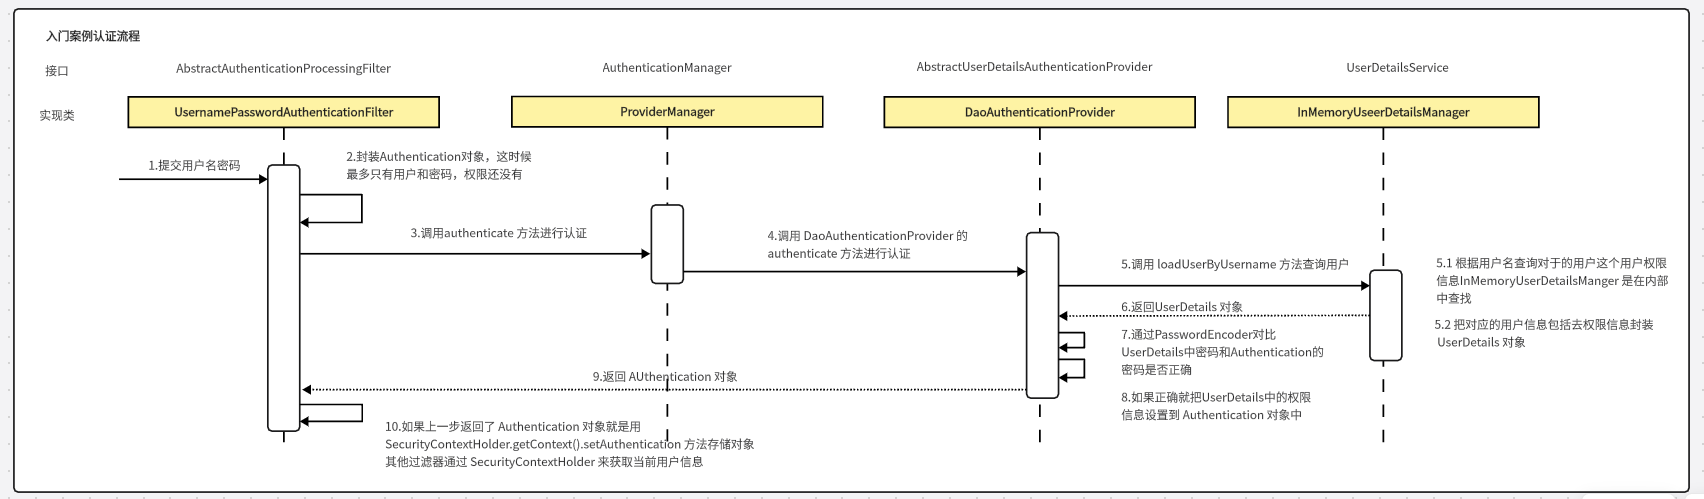 入门案例认证流程
接口
AbstractAuthenticationProcessingFilter
AuthenticationManager
AbstractUserDetailsAuthenticationProvider
UserDetailsService
实现类
UsernamePasswordAuthenticationFilter
ProviderManager
DaoAuthenticationProvider
InMemoryUseerDetailsManager
1.提交用户名密码
2.封装Authentication对象，这时候
最多只有用户和密码，权限还没有
3.调用authenticate 方法进行认证
4.调用 DaoAuthenticationProvider 的
authenticate 方法进行认证
5.调用 loadUserByUsername 方法查询用户
5.1 根据用户名查询对于的用户这个用户权限
信息InMemoryUserDetailsManger 是在内部
中查找
5.2 把对应的用户信息包括去权限信息封装
UserDetails 对象
6.返回UserDetails 对象
7.通过PasswordEncoder对比
UserDetails中密码和Authentication的
密码是否正确
8.如果正确就把UserDetails中的权限
信息设置到 Authentication 对象中
9.返回 AUthentication 对象
10.如果上一步返回了 Authentication 对象就是用
SecurityContextHolder.getContext().setAuthentication 方法存储对象
其他过滤器通过 SecurityContextHolder 来获取当前用户信息